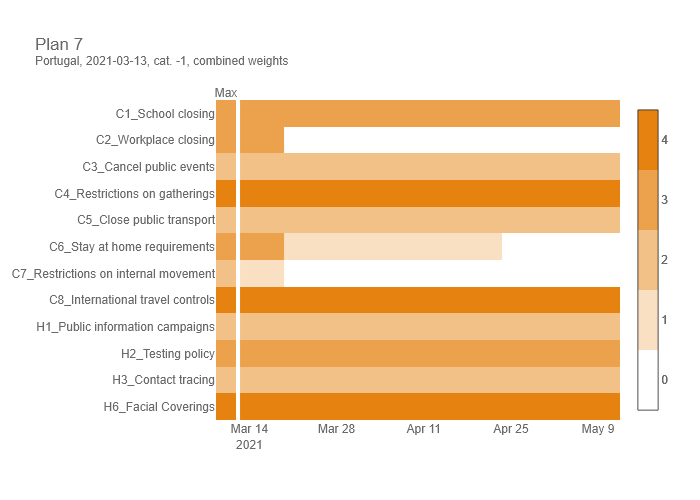 Plan 7
Portugal, 2021-03-13, cat. -1, combined weights
Max
C1_School closing
C2_Workplace closing
C3_Cancel public events
C4_Restrictions on gatherings
C5_Close public transport
C6_Stay at home requirements
C7_Restrictions on internal movement
C8_International travel controls
H1_Public information campaigns
H2_Testing policy
H3_Contact tracing
H6_Facial Coverings
Mar 14 Mar 28 Apr 11 Apr 25 May 9
2021
4
3
2
1
0